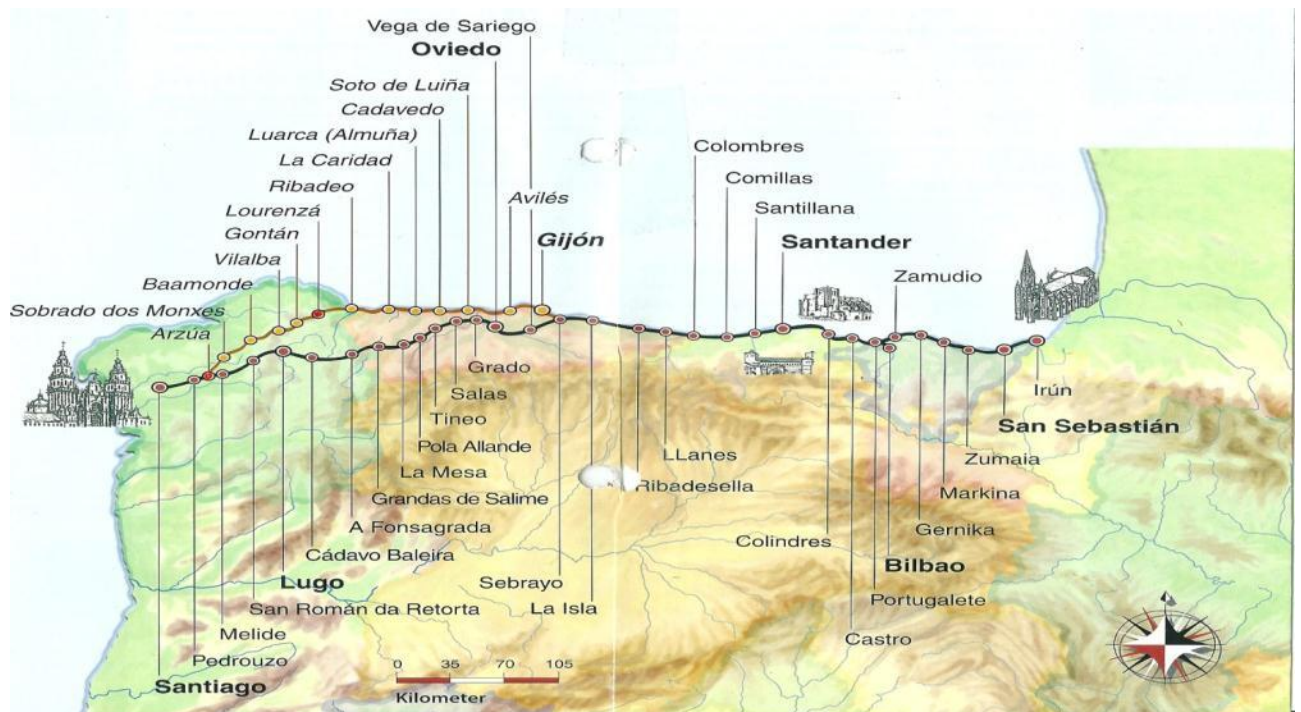 Vega de Sariego
Oviedo
Soto de Luiña
Cadavedo
Luarca (Almuña)
La Caridad
Ribadeo
Avilés
Lourenzá
Gontán
Gijón
Vilalba
Baamonde
Sobrado dos Monxes
Arzúa
Colombres
Comillas
Santillana
Santander
Zamudio
Grado
Salas
Tineo
Pola Allande
La Mesa
Grandas de Salime
A Fonsagrada
Cádavo Baleira
Lugo
San Román da Retorta
Melide
Pedrouzo
Santiago
LLanes
Ribadesella
Sebrayo
La Isla
Irún
San Sebastián
Zumaia
Markina
Gernika
Colindres
Bilbao
Portugalete
Castro
0 35 70 105
Kilometer